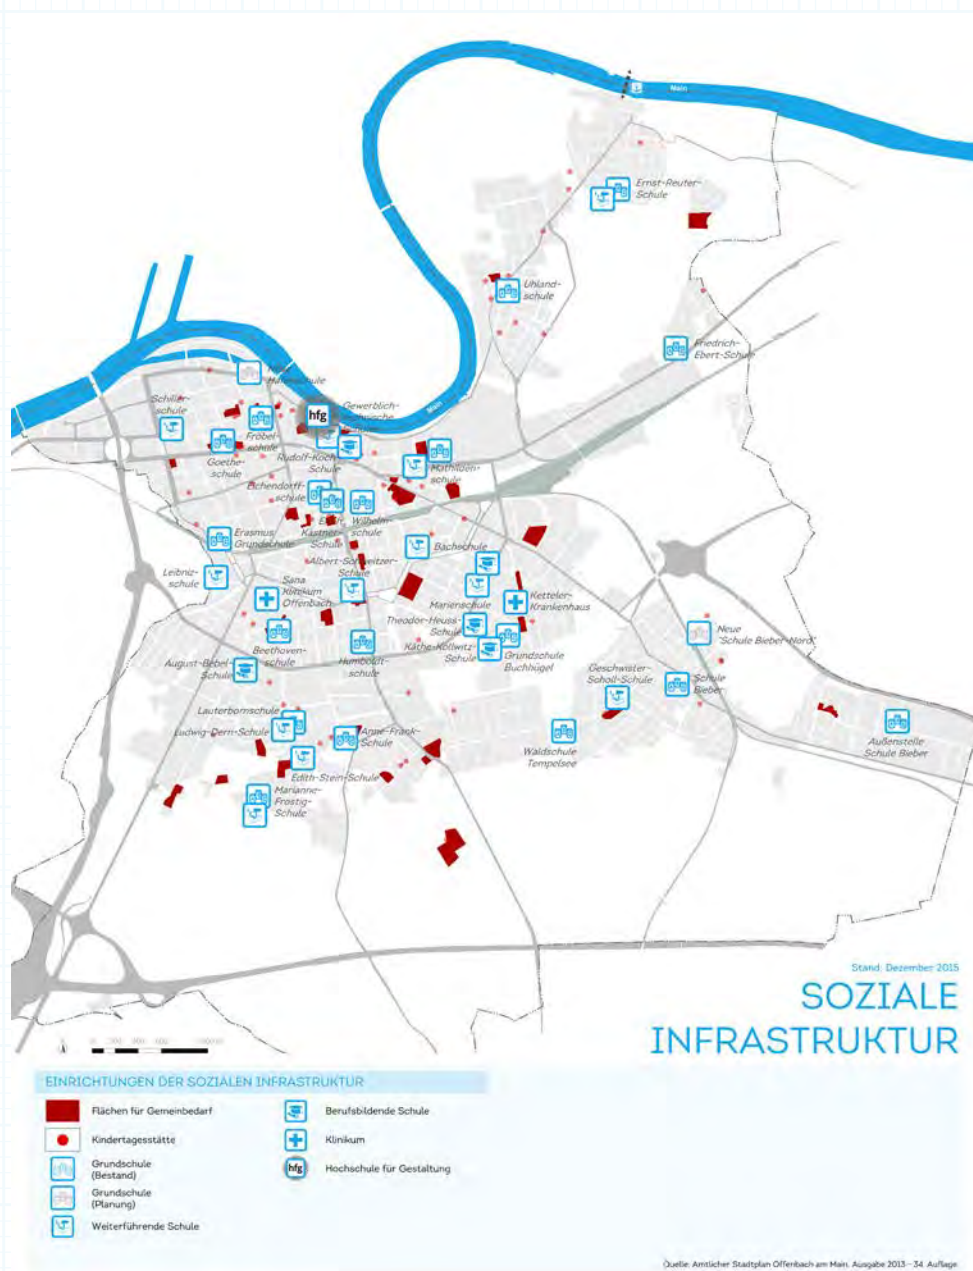 Main
Ernst-Reuter-
Schule
Uhland-
schule
Friedrich-
Ebert-Schule
Hafenschule
Main
hfg
Gewerblich-
Schiller-
schule
Fröbel-
schule
Goethe-
schule
Rudolf-Koch-
Schule
Mathilden-
schule
Eichendorff-
schule
Kästner-
Schule
Wilhelm-
schule
Erasmus
Grundschule
Bachschule
Albert-Schweitzer-
Schule
Leibniz-
schule
Sana
Klinikum
Offenbach
Marienschule
Ketteler-
Krankenhaus
Theodor-Heuss-
Schule
Käthe-Kollwitz-
Schule
Grundschule
Buchhügel
Neue
"Schule Bieber-Nord"
Beethoven-
schule
Humboldt-
schule
August-Bebel-
Schule
Geschwister-
Scholl-Schule
Schule
Bieber
Lauterbornschule
Ludwig-Dern-Schule
Anne-Frank-
Schule
Waldschule
Tempelsee
Außenstelle
Schule Bieber
Edith-Stein-Schule
Marianne-
Frostig-
Schule
Stand: Dezember 2015
SOZIALE
INFRASTRUKTUR
EINRICHTUNGEN DER SOZIALEN INFRASTRUKTUR
Flächen für Gemeinbedarf
Kindertagesstätte
Grundschule
(Bestand)
Grundschule
(Planung)
Weiterführende Schule
Berufsbildende Schule
Klinikum
hfg Hochschule für Gestaltung
Quelle: Amtlicher Stadtplan Offenbach am Main, Ausgabe 2013 - 34. Auflage